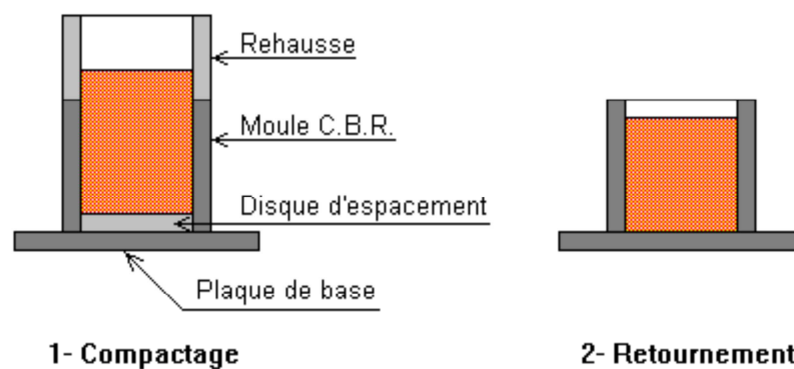 Rehausse
Moule C.B.R.
Disque d'espacement
Plaque de base
1- Compactage
2- Retournement